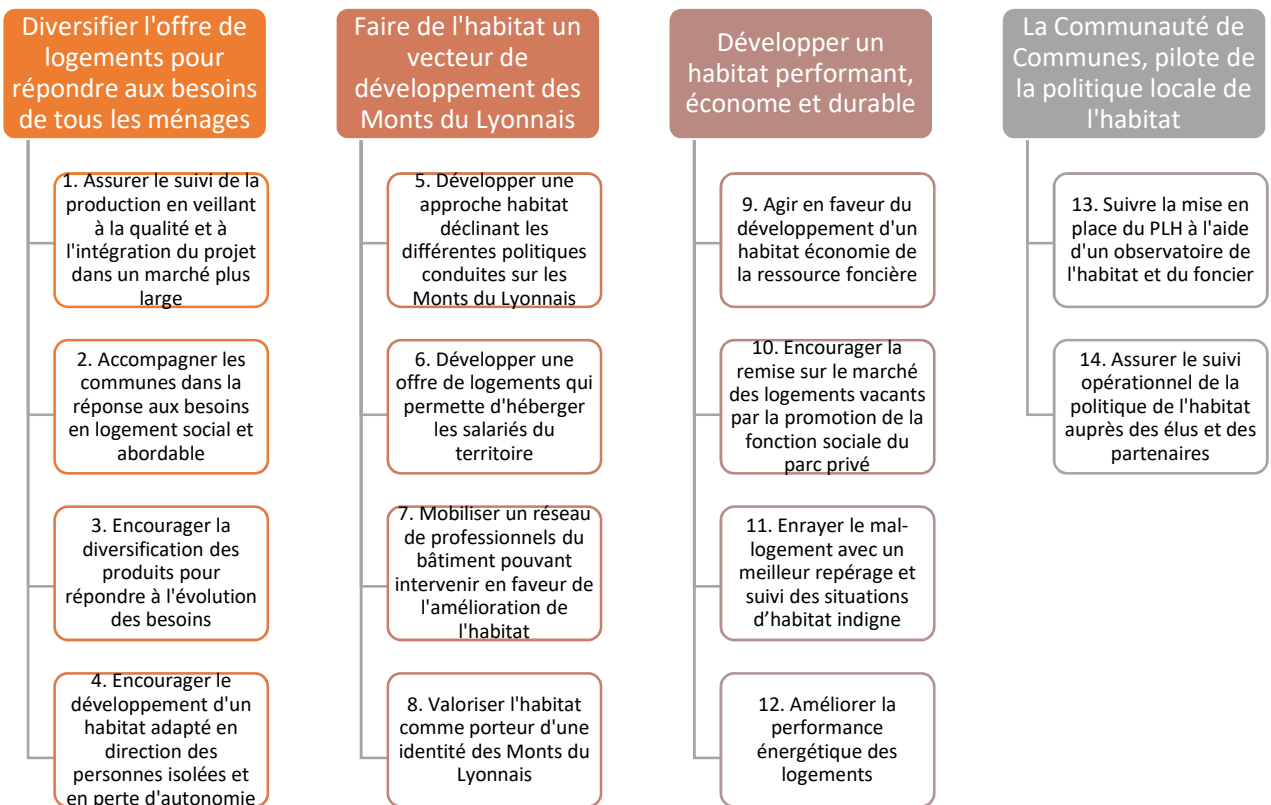 Diversifier l'offre de
logements pour
répondre aux besoins
de tous les ménages
1. Assurer le suivi de la
production en veillant
à la qualité et à
l'intégration du projet
dans un marché plus
large
2. Accompagner les
communes dans la
réponse aux besoins
en logement social et
abordable
3. Encourager la
diversification des
produits pour
répondre à l'évolution
des besoins
4. Encourager le
développement d'un
habitat adapté en
direction des
personnes isolées et
en perte d'autonomie
Faire de l'habitat un
vecteur de
développement des
Monts du Lyonnais
5. Développer une
approche habitat
déclinant les
différentes politiques
conduites sur les
Monts du Lyonnais
6. Développer une
offre de logements qui
permette d'héberger
les salariés du
territoire
7. Mobiliser un réseau
de professionnels du
bâtiment pouvant
intervenir en faveur de
l'amélioration de
l'habitat
8. Valoriser l'habitat
comme porteur d'une
identité des Monts du
Lyonnais
Développer un
habitat performant,
économe et durable
9. Agir en faveur du
développement d'un
habitat économie de
la ressource foncière
10. Encourager la
remise sur le marché
des logements vacants
par la promotion de la
fonction sociale du
parc privé
11. Enrayer le mal-
logement avec un
meilleur repérage et
suivi des situations
d’habitat indigne
12. Améliorer la
performance
énergétique des
logements
La Communauté de
Communes, pilote de
la politique locale de
l'habitat
13. Suivre la mise en
place du PLH à l'aide
d'un observatoire de
l'habitat et du foncier
14. Assurer le suivi
opérationnel de la
politique de l'habitat
auprès des élus et des
partenaires